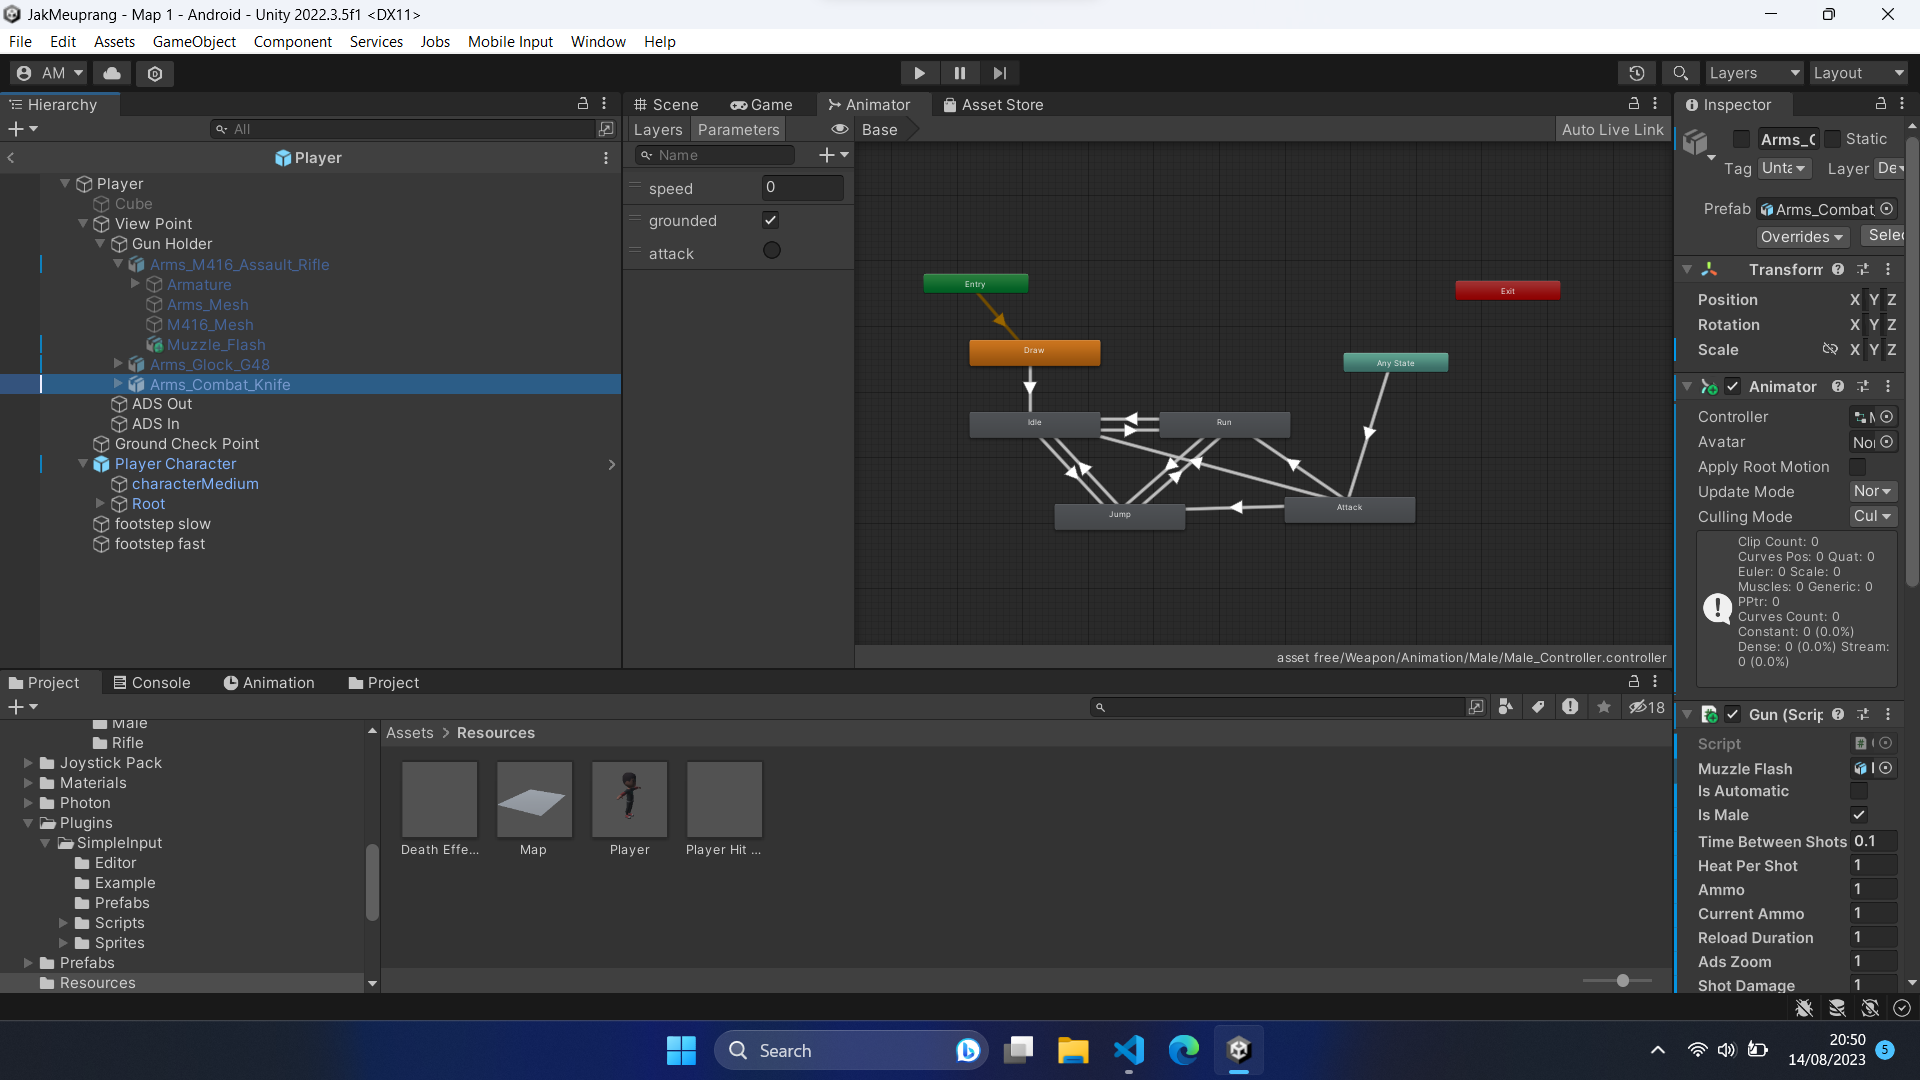 JakMeuprang - Map 1 - Android - Unity 2022.3.5f1 <DX11>
File Edit Assets GameObject Component Services Jobs Mobile Input Window Help
AM Layers Layout
Hierarchy
All
Player
Player
Cube
View Point
Gun Holder
Arms_M416_Assault_Rifle
Armature
Arms_Mesh
M416_Mesh
Muzzle_Flash
Arms_Glock_G48
Arms_Combat_Knife
ADS Out
ADS In
Ground Check Point
Player Character
characterMedium
Root
footstep slow
footstep fast
Scene Game Animator Asset Store
Layers Parameters Base Auto Live Link
Name
speed 0
grounded
attack
Entry
Exit
Draw
Any State
Idle
Run
Attack
Jump
asset free/Weapon/Animation/Male/Male_Controller.controller
Inspector
Arms_C Static
Tag Unta Layer De
Prefab Arms_Combat_
Overrides Selec
Transform
Position X Y Z
Rotation X Y Z
Scale X Y Z
Animator
Controller
Avatar Nor
Apply Root Motion
Update Mode Nor
Culling Mode Cul
Clip Count: 0
Curves Pos: 0 Quat: 0
Euler: 0 Scale: 0
Muscles: 0 Generic: 0
PPtr: 0
Curves Count: 0
Constant: 0 (0.0%)
Dense: 0 (0.0%) Stream:
0 (0.0%)
Gun (Scrip
Script
Muzzle Flash
Is Automatic
Is Male
Time Between Shots 0.1
Heat Per Shot 1
Ammo 1
Current Ammo 1
Reload Duration 1
Ads Zoom 1
Shot Damage 1
Project Console Animation Project
18
Male
Rifle
Joystick Pack
Materials
Photon
Plugins
SimpleInput
Editor
Example
Prefabs
Scripts
Sprites
Prefabs
Resources
Assets > Resources
Death Effe... Map Player Player Hit ...
Search
20:50
14/08/2023
5